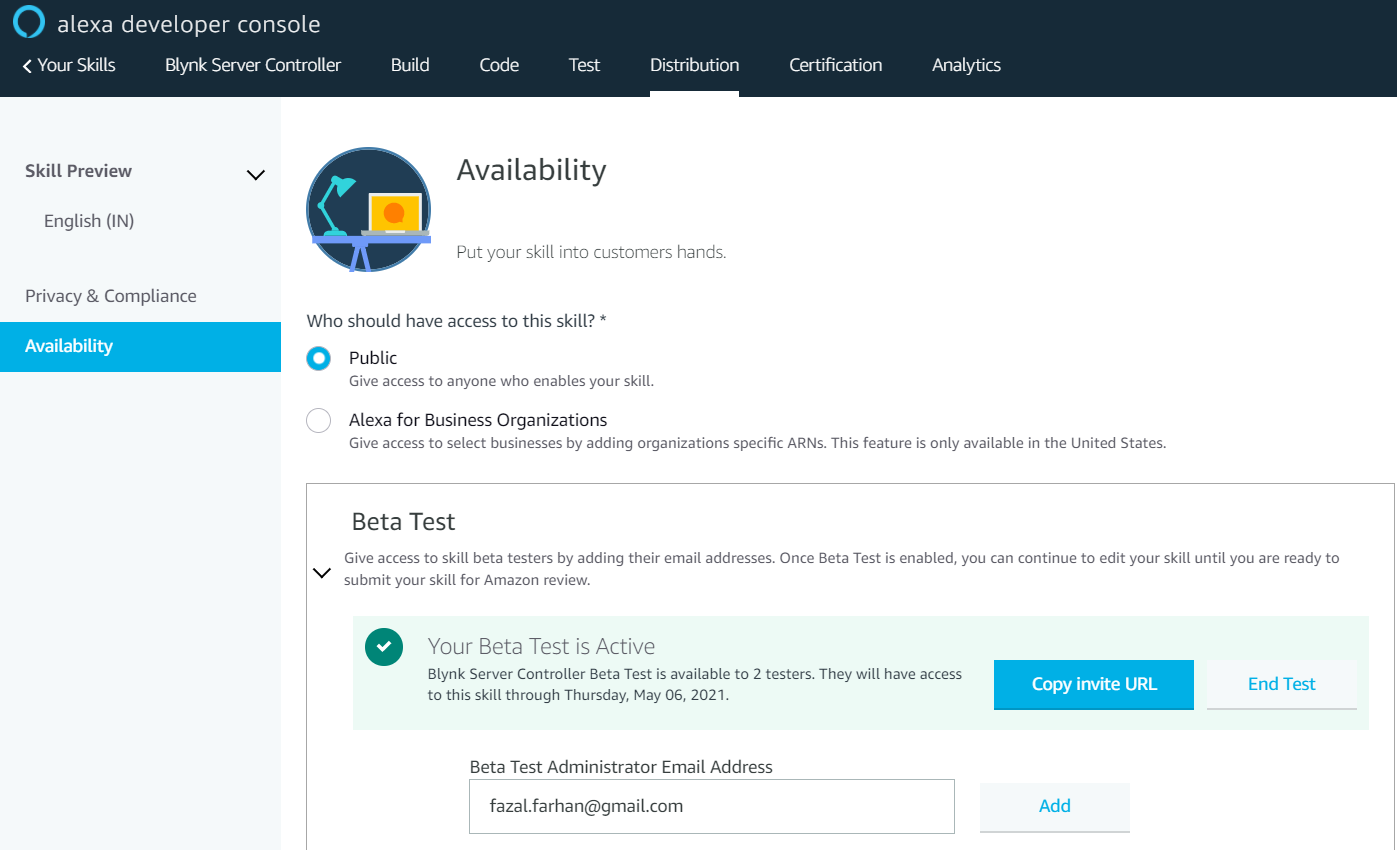 alexa developer console
Your Skills
Blynk Server Controller
Build
Code
Test
Distribution
Certification
Analytics
Skill Preview
English (IN)
Privacy & Compliance
Availability
Availability
Put your skill into customers hands.
Who should have access to this skill? *
Public
Give access to anyone who enables your skill.
Alexa for Business Organizations
Give access to select businesses by adding organizations specific ARNs. This feature is only available in the United States.
Beta Test
Give access to skill beta testers by adding their email addresses. Once Beta Test is enabled, you can continue to edit your skill until you are ready to
submit your skill for Amazon review.
Your Beta Test is Active
Blynk Server Controller Beta Test is available to 2 testers. They will have access
to this skill through Thursday, May 06, 2021.
Copy invite URL
End Test
Beta Test Administrator Email Address
fazal.farhan@gmail.com
Add